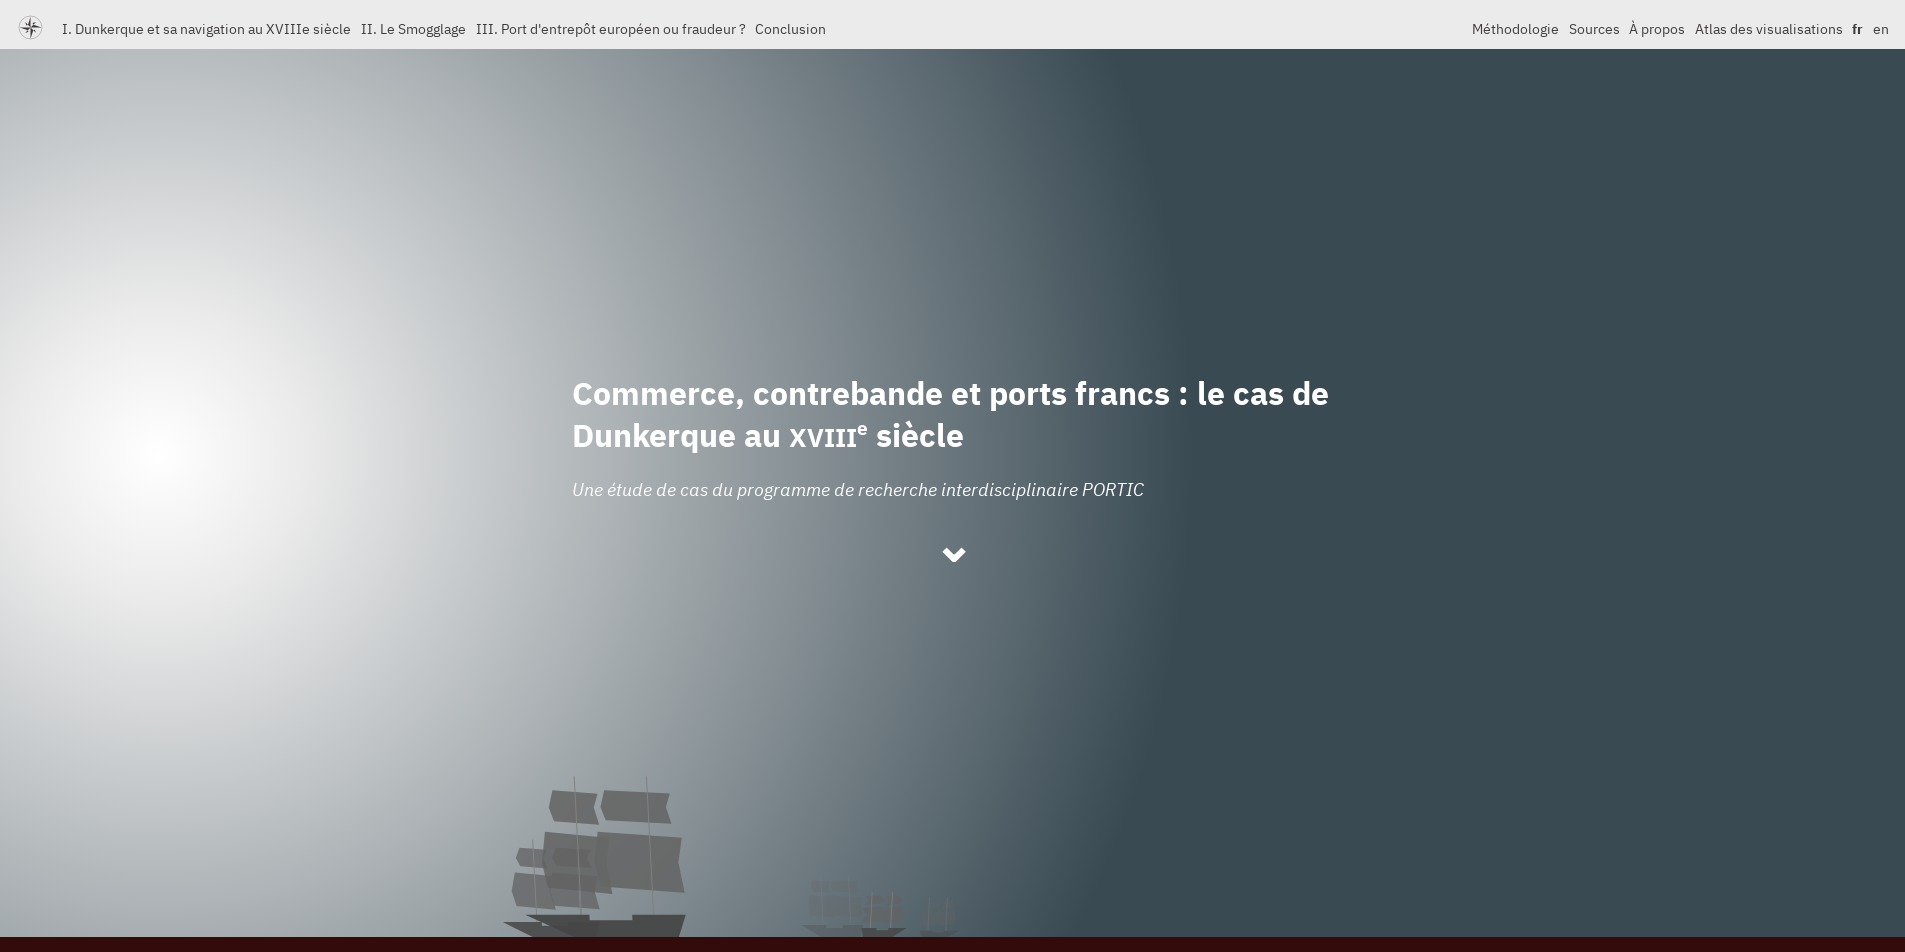 I. Dunkerque et sa navigation au XVIIIe siècle II. Le Smogglage III. Port d'entrepôt européen ou fraudeur ? Conclusion Méthodologie Sources À propos Atlas des visualisations fr en
Commerce, contrebande et ports francs : le cas de
Dunkerque au XVIIIe siècle
Une étude de cas du programme de recherche interdisciplinaire PORTIC